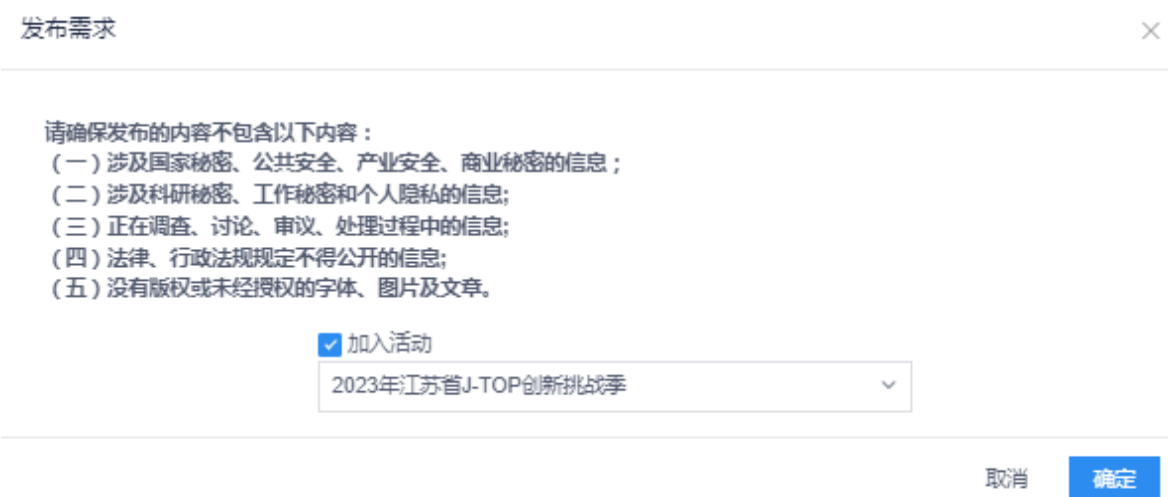 发布需求
请确保发布的内容不包含以下内容：
（一）涉及国家秘密、公共安全、产业安全、商业秘密的信息；
（二）涉及科研秘密、工作秘密和个人隐私的信息;
（三）正在调查、讨论、审议、处理过程中的信息;
（四）法律、行政法规规定不得公开的信息;
（五）没有版权或未经授权的字体、图片及文章。
加入活动
2023年江苏省J-TOP创新挑战季
取消 确定